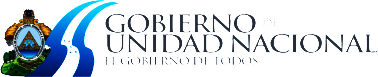 GOBIERNO DE
UNIDAD NACIONAL
EL GOBIERNO DE TODOS